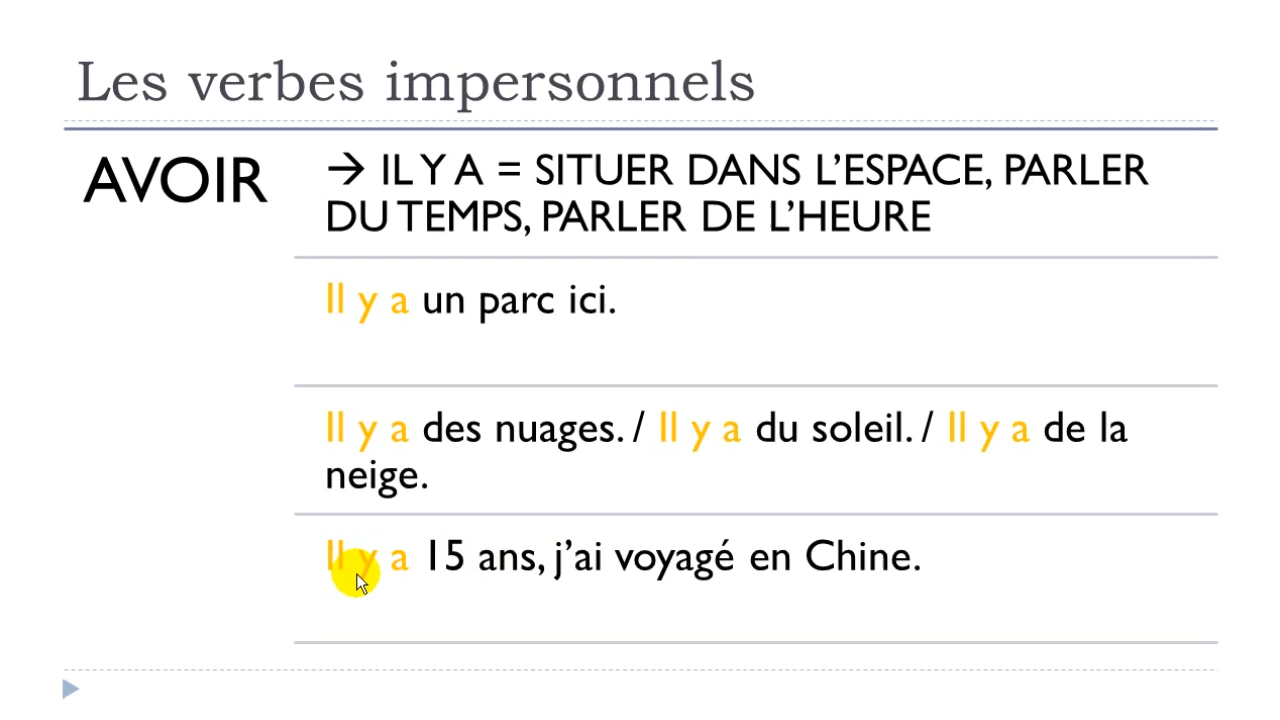 Les verbes impersonnels
AVOIR
→ IL Y A = SITUER DANS L’ESPACE, PARLER
DU TEMPS, PARLER DE L’HEURE
Il y a un parc ici.
Il y a des nuages. / Il y a du soleil. / Il y a de la
neige.
Il y a 15 ans, j’ai voyagé en Chine.